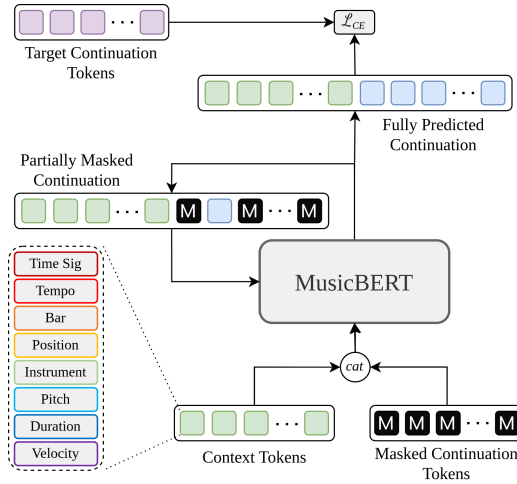 ℒCE
Target Continuation
Tokens
Fully Predicted
Continuation
Partially Masked
Continuation
M M M
MusicBERT
Time Sig
Tempo
Bar
Position
Instrument
Pitch
Duration
Velocity
cat
M M M M
Context Tokens
Masked Continuation
Tokens